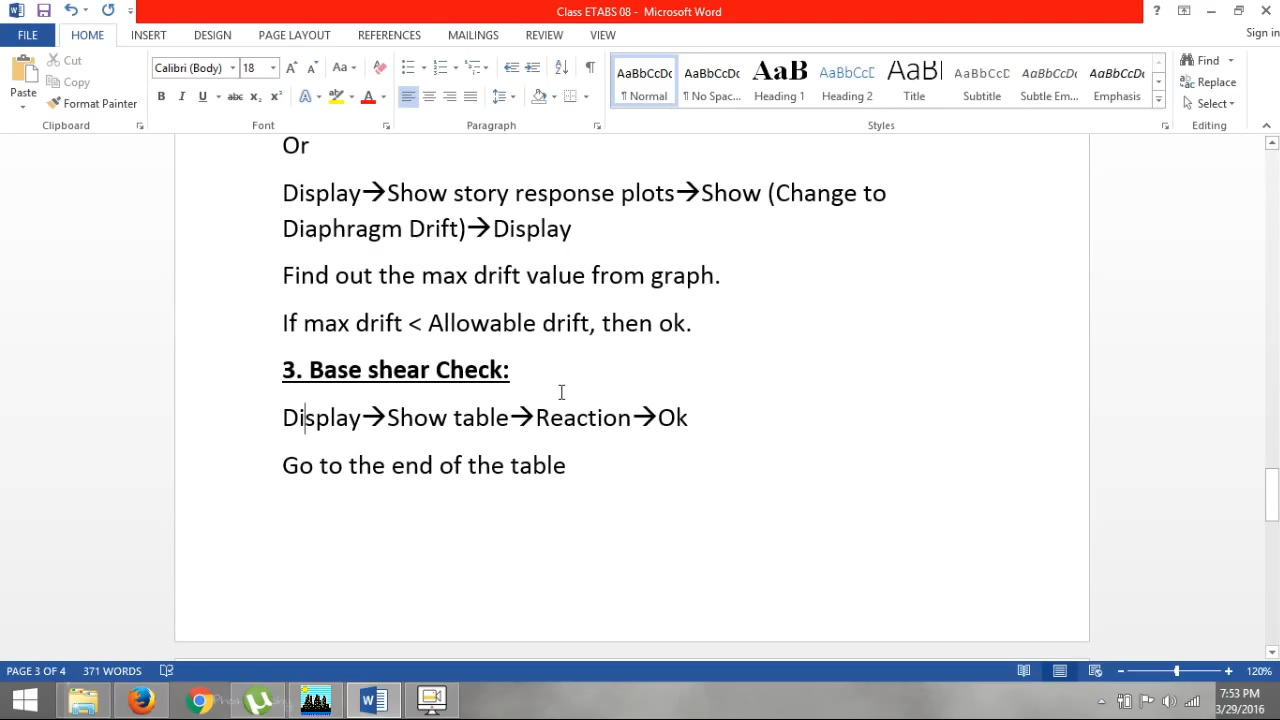 Class ETABS 08 - Microsoft Word
FILE HOME INSERT DESIGN PAGE LAYOUT REFERENCES MAILINGS REVIEW VIEW Sign in
Paste Cut Copy Format Painter
Calibri (Body) 18
AaBbCcDc AaBbCcDc AaBbCcDc AaBbCcDc
¶ Normal ¶ No Spac... Heading 1 Heading 2 Title Subtitle Subtle Em... Emphasis
Find Replace Select
Clipboard Font Paragraph Styles Editing
Or
Display→Show story response plots→Show (Change to
Diaphragm Drift)→Display
Find out the max drift value from graph.
If max drift < Allowable drift, then ok.
3. Base shear Check:
Display→Show table→Reaction→Ok
Go to the end of the table
PAGE 3 OF 4 371 WORDS 120%
7:53 PM
3/29/2016